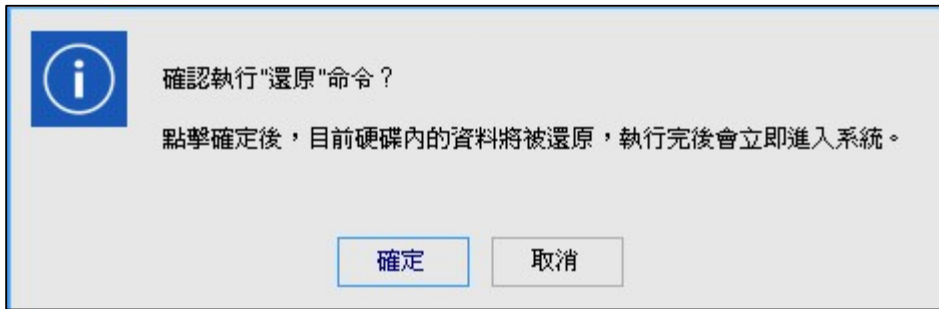 確認執行"還原"命令？
點擊確定後，目前硬碟內的資料將被還原，執行完後會立即進入系統。
確定
取消